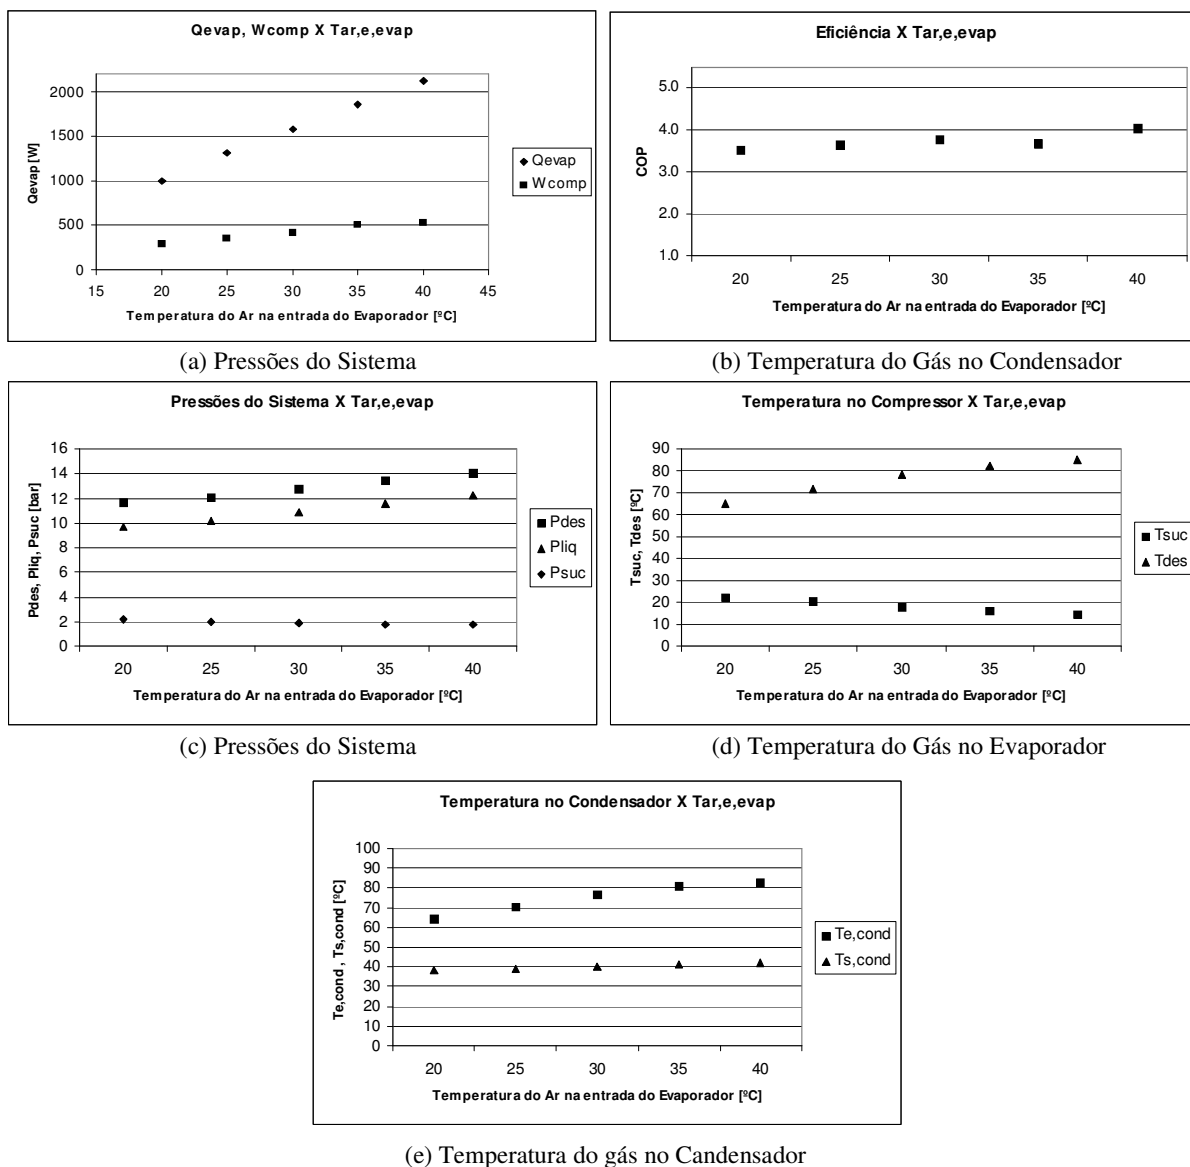 Qevap, Wcomp X Tar,e,evap
Qevap [W]
2000
1500
1000
500
0
15 20 25 30 35 40 45
Temperatura do Ar na entrada do Evaporador [ºC]
Qevap
Wcomp
(a) Pressões do Sistema
Eficiência X Tar,e,evap
COP
5.0
4.0
3.0
2.0
1.0
20 25 30 35 40
Temperatura do Ar na entrada do Evaporador [ºC]
(b) Temperatura do Gás no Condensador
Pressões do Sistema X Tar,e,evap
Pdes, Pliq, Psuc [bar]
16
14
12
10
8
6
4
2
0
20 25 30 35 40
Temperatura do Ar na entrada do Evaporador [ºC]
Pdes
Pliq
Psuc
(c) Pressões do Sistema
Temperatura no Compressor X Tar,e,evap
Tsuc, Tdes [ºC]
90
80
70
60
50
40
30
20
10
0
20 25 30 35 40
Temperatura do Ar na entrada do Evaporador [ºC]
Tsuc
Tdes
(d) Temperatura do Gás no Evaporador
Temperatura no Condensador X Tar,e,evap
Te,cond , Ts,cond [ºC]
100
90
80
70
60
50
40
30
20
10
0
20 25 30 35 40
Temperatura do Ar na entrada do Evaporador [ºC]
Te,cond
Ts,cond
(e) Temperatura do gás no Candensador